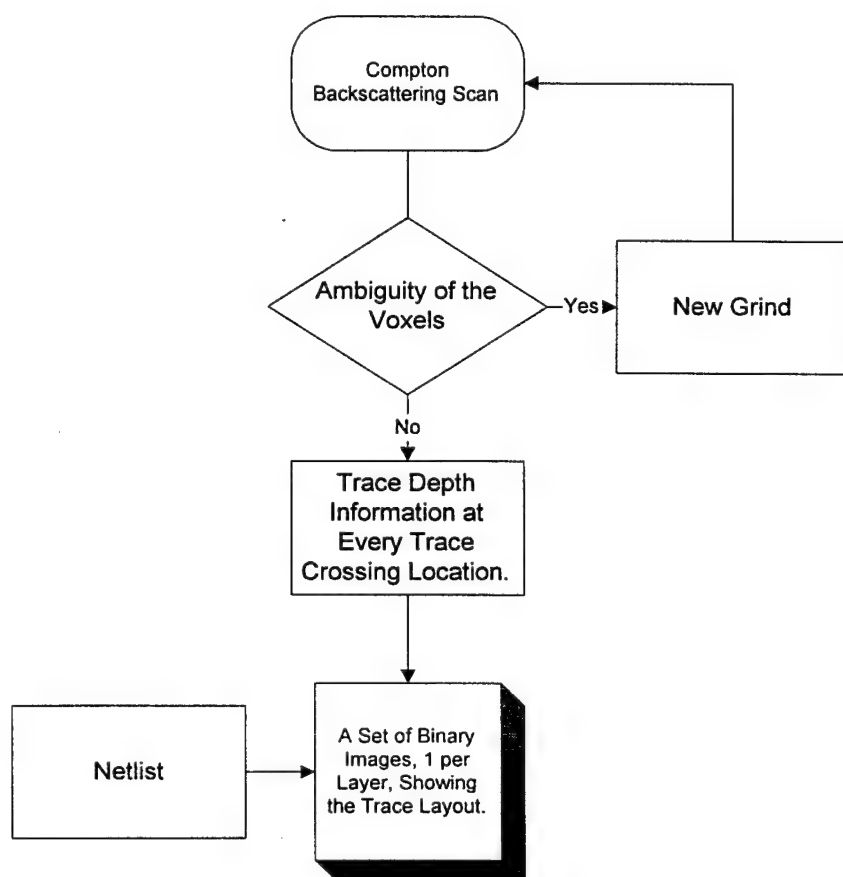 Compton
Backscattering Scan
Ambiguity of the
Voxels
Yes
New Grind
No
Trace Depth
Information at
Every Trace
Crossing Location.
Netlist
A Set of Binary
Images, 1 per
Layer, Showing
the Trace Layout.